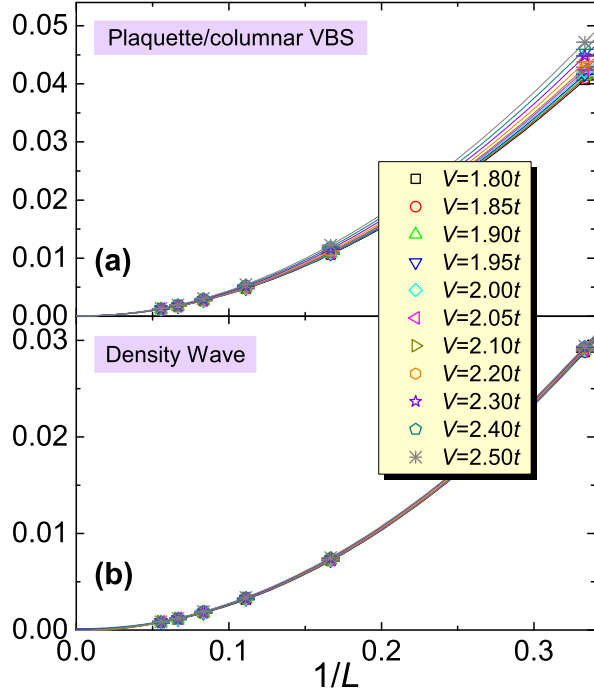 0.05
Plaquette/columnar VBS
0.04
0.03
0.02
0.01
(a)
0.00
V=1.80t
V=1.85t
V=1.90t
V=1.95t
V=2.00t
V=2.05t
V=2.10t
V=2.20t
V=2.30t
V=2.40t
V=2.50t
0.03
Density Wave
0.02
0.01
(b)
0.00
0.0 0.1 0.2 0.3
1/L